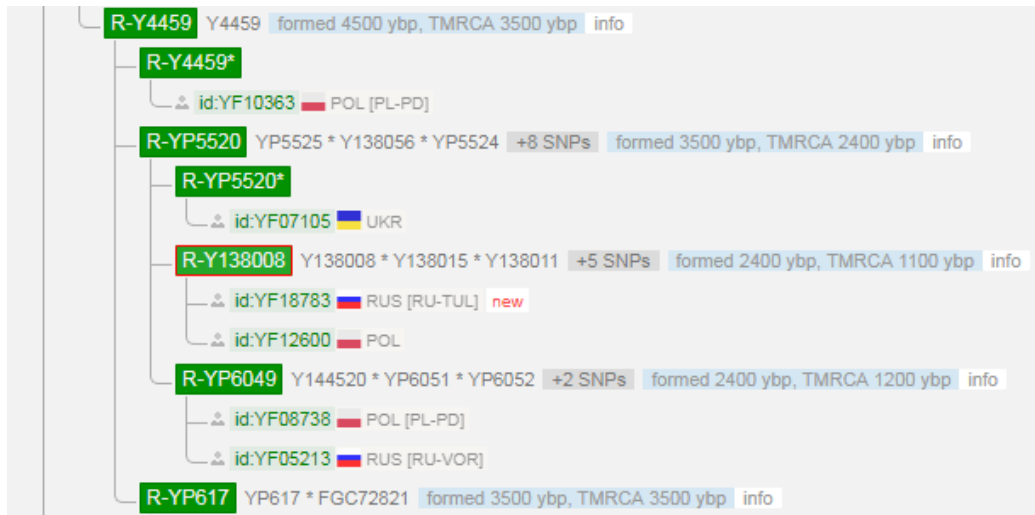 R-Y4459 Y4459 formed 4500 ybp, TMRCA 3500 ybp info
R-Y4459*
id:YF10363 POL [PL-PD]
R-YP5520 YP5525 * Y138056 * YP5524 +8 SNPs formed 3500 ybp, TMRCA 2400 ybp info
R-YP5520*
id:YF07105 UKR
R-Y138008 Y138008 * Y138015 * Y138011 +5 SNPs formed 2400 ybp, TMRCA 1100 ybp info
id:YF18783 RUS [RU-TUL] new
id:YF12600 POL
R-YP6049 Y144520 * YP6051 * YP6052 +2 SNPs formed 2400 ybp, TMRCA 1200 ybp info
id:YF08738 POL [PL-PD]
id:YF05213 RUS [RU-VOR]
R-YP617 YP617 * FGC72821 formed 3500 ybp, TMRCA 3500 ybp info